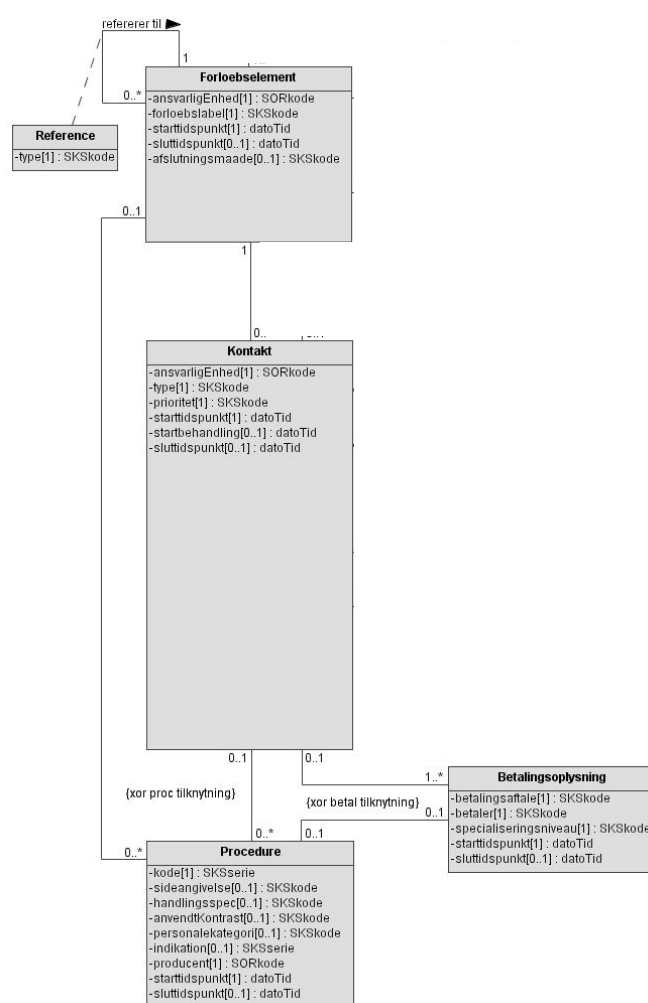 refererer til
1
0..*
Forloebselement
-ansvarligEnhed[1] : SORkode
-forloebslabel[1] : SKSkode
-starttidspunkt[1] : datoTid
-sluttidspunkt[0..1] : datoTid
-afslutningsmaade[0..1] : SKSkode
Reference
-type[1] : SKSkode
0..1
1
0..
Kontakt
-ansvarligEnhed[1] : SORkode
-type[1] : SKSkode
-prioritet[1] : SKSkode
-starttidspunkt[1] : datoTid
-startbehandling[0..1] : datoTid
-sluttidspunkt[0..1] : datoTid
0..1
0..1
{xor proc tilknytning}
{xor betal tilknytning}
1..*
0..1
Betalingsoplysning
-betalingsaftale[1] : SKSkode
-betaler[1] : SKSkode
-specialiseringsniveau[1] : SKSkode
-starttidspunkt[1] : datoTid
-sluttidspunkt[0..1] : datoTid
0..*
0..*
0..1
Procedure
-kode[1] : SKSserie
-sideangivelse[0..1] : SKSkode
-handlingsspec[0..1] : SKSkode
-anvendtKontrast[0..1] : SKSkode
-personalekategori[0..1] : SKSkode
-indikation[0..1] : SKSserie
-producent[1] : SORkode
-starttidspunkt[1] : datoTid
-sluttidspunkt[0..1] : datoTid